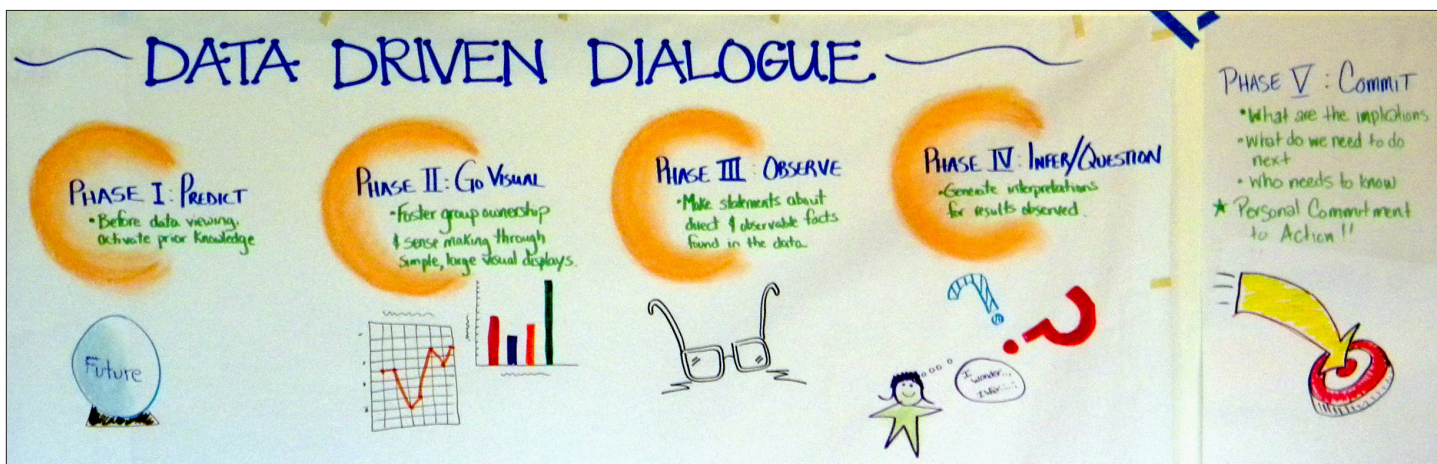 DATA DRIVEN DIALOGUE
PHASE I: PREDICT
•Before data viewing,
activate prior knowledge
Future
PHASE II: GO VISUAL
•Foster group ownership
& sense making through
simple, large visual displays.
PHASE III: OBSERVE
•Make statements about
direct & observable facts
found in the data.
PHASE IV: INFER/QUESTION
•Generate interpretations
for results observed.
I
wonder...
PHASE V: COMMIT
•What are the implications
•What do we need to do
next
•Who needs to know
★ Personal Commitment
to Action!!